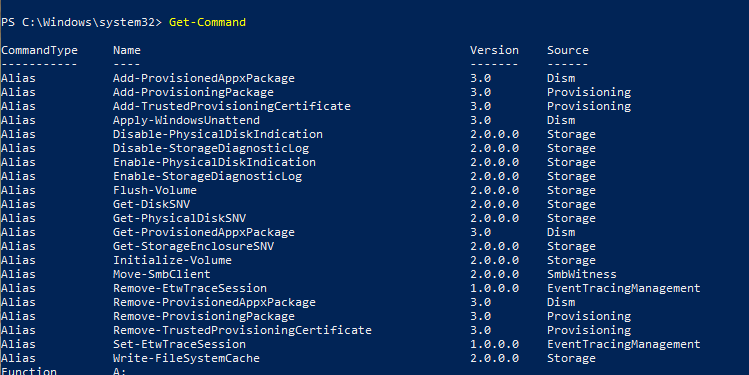 PS C:\Windows\system32> Get-Command
CommandType Name Version Source
----------- ---- ------- ------
Alias Add-ProvisionedAppxPackage 3.0 Dism
Alias Add-ProvisioningPackage 3.0 Provisioning
Alias Add-TrustedProvisioningCertificate 3.0 Provisioning
Alias Apply-WindowsUnattend 3.0 Dism
Alias Disable-PhysicalDiskIndication 2.0.0.0 Storage
Alias Disable-StorageDiagnosticLog 2.0.0.0 Storage
Alias Enable-PhysicalDiskIndication 2.0.0.0 Storage
Alias Enable-StorageDiagnosticLog 2.0.0.0 Storage
Alias Flush-Volume 2.0.0.0 Storage
Alias Get-DiskSNV 2.0.0.0 Storage
Alias Get-PhysicalDiskSNV 2.0.0.0 Storage
Alias Get-ProvisionedAppxPackage 3.0 Dism
Alias Get-StorageEnclosureSNV 2.0.0.0 Storage
Alias Initialize-Volume 2.0.0.0 Storage
Alias Move-SmbClient 2.0.0.0 SmbWitness
Alias Remove-EtwTraceSession 1.0.0.0 EventTracingManagement
Alias Remove-ProvisionedAppxPackage 3.0 Dism
Alias Remove-ProvisioningPackage 3.0 Provisioning
Alias Remove-TrustedProvisioningCertificate 3.0 Provisioning
Alias Set-EtwTraceSession 1.0.0.0 EventTracingManagement
Alias Write-FileSystemCache 2.0.0.0 Storage
Function A: